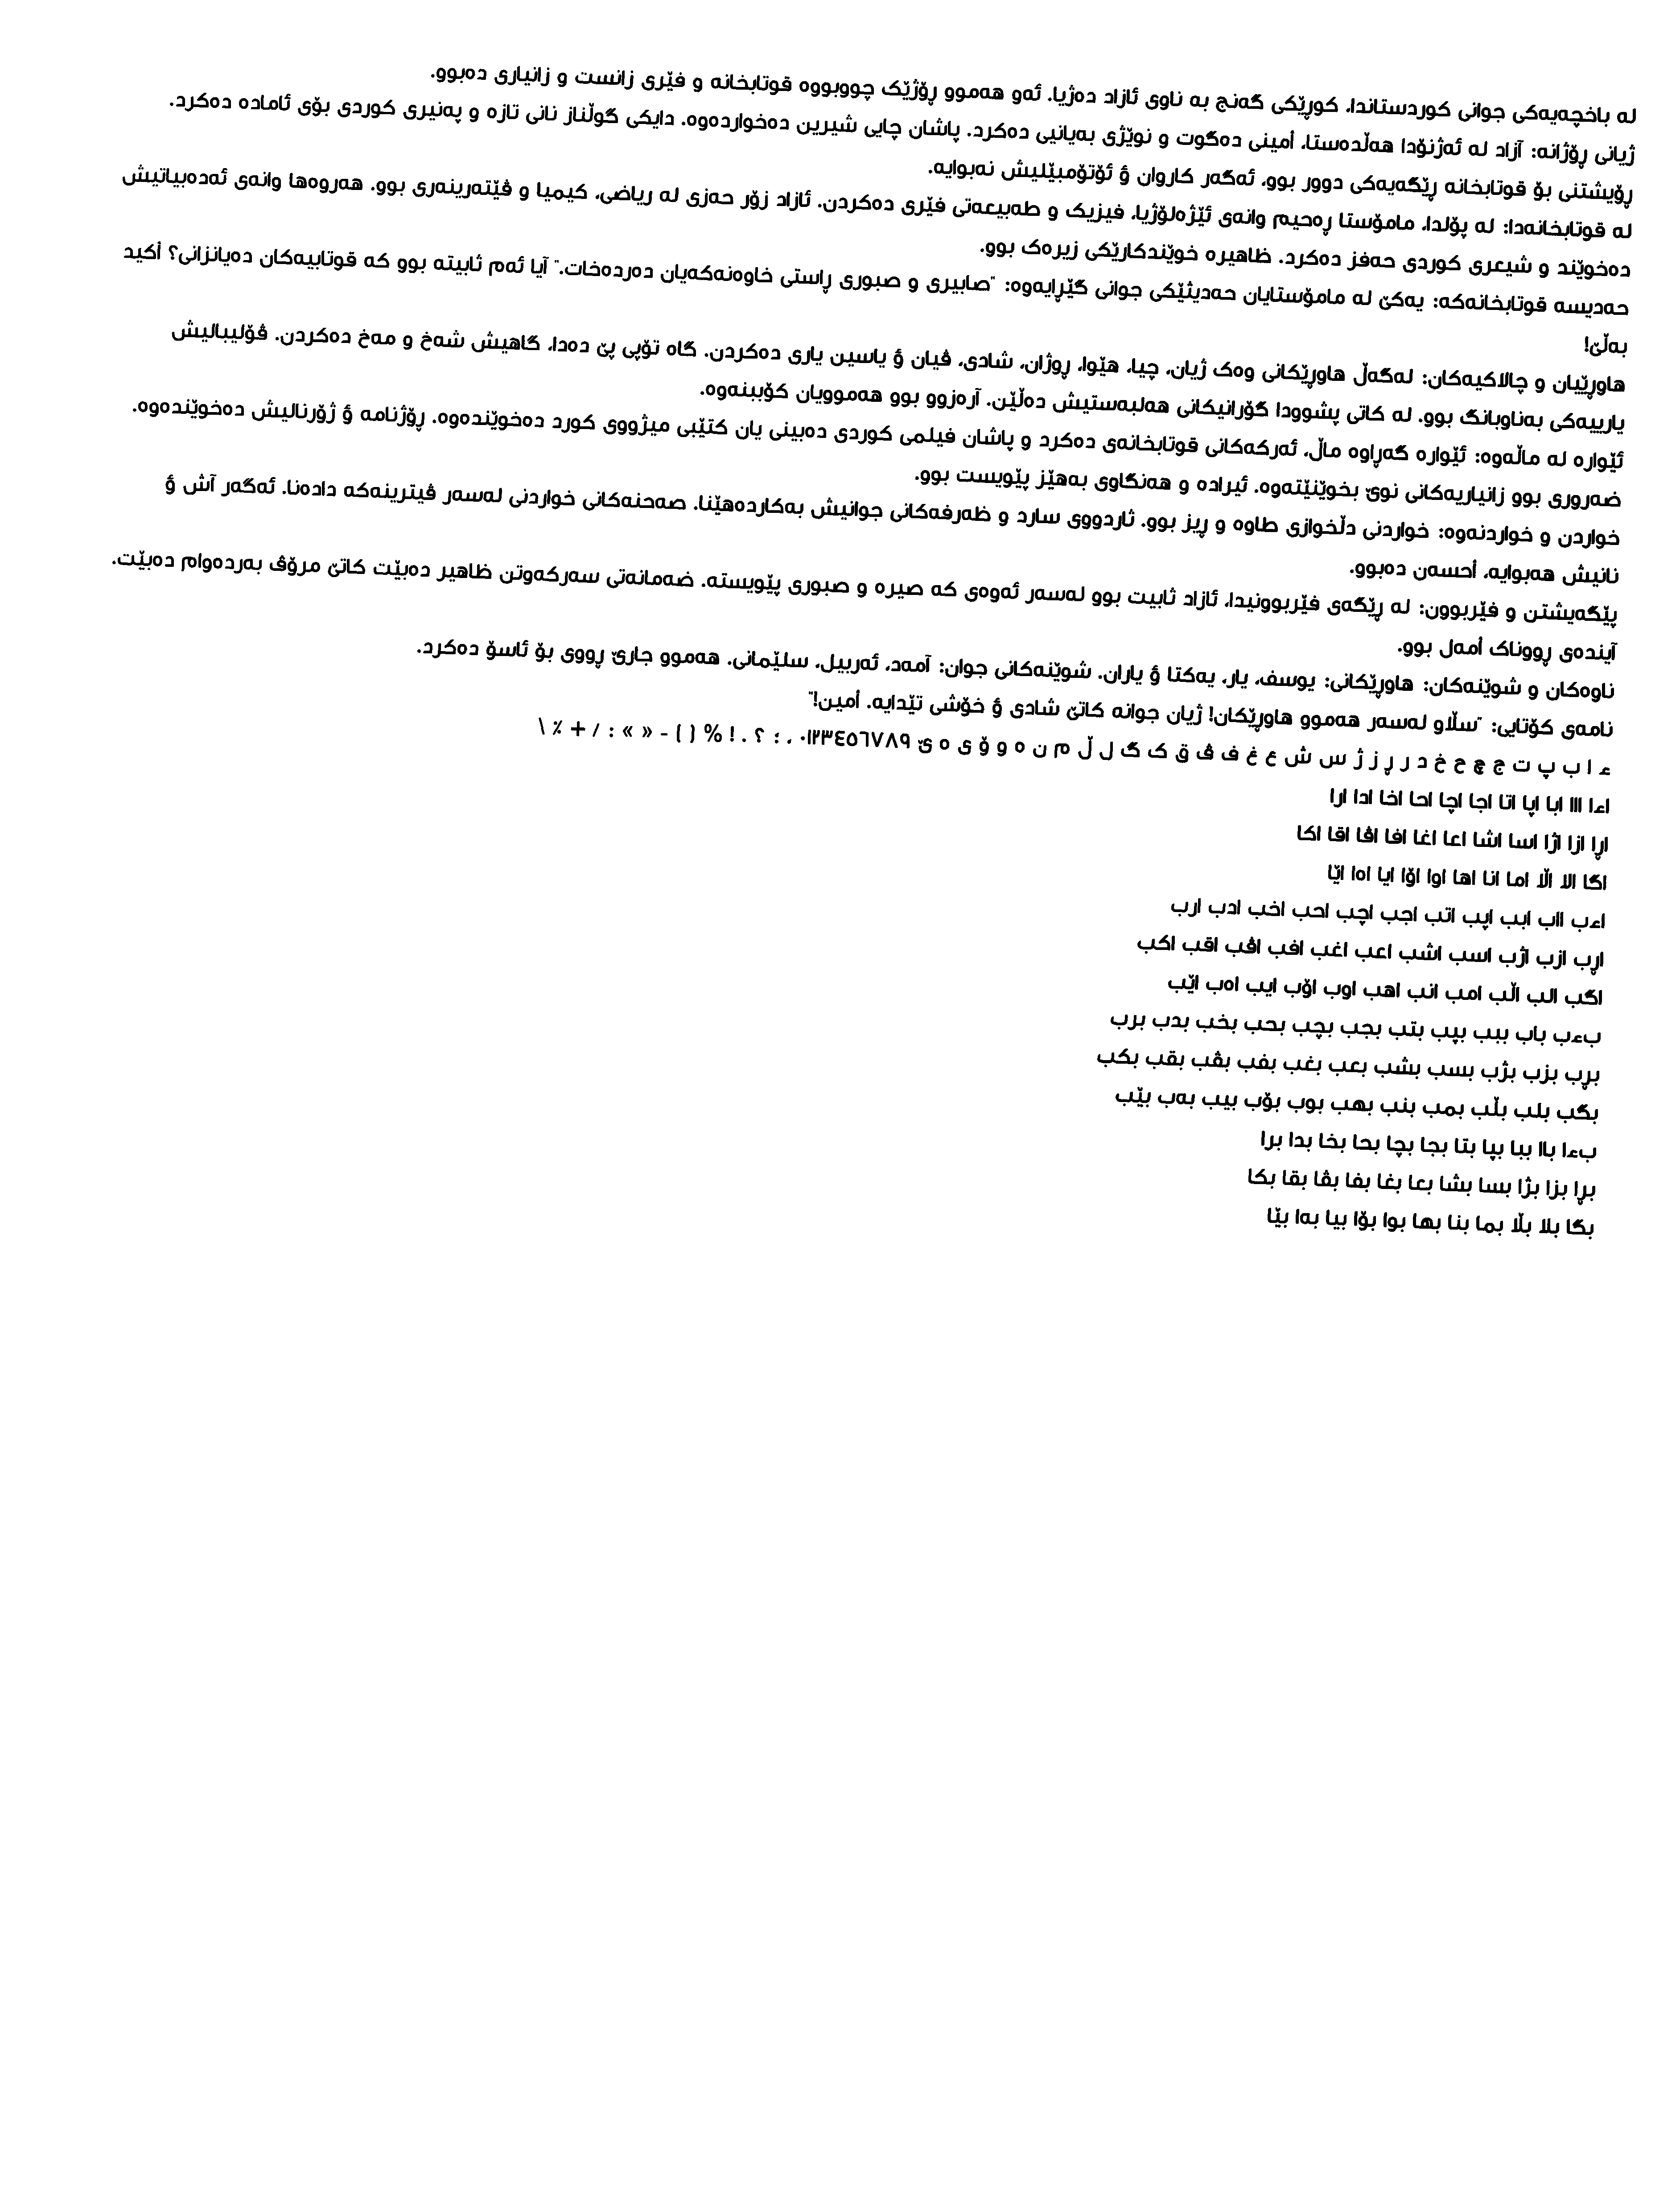 لە باخچەیەکی جوانی کوردستاندا، کوڕێکی گەنج بە ناوی ئازاد دەژیا. ئەو هەموو ڕۆژێک چووبووە قوتابخانە و فێری زانست و زانیاری دەبوو.
ژیانی ڕۆژانە: آزاد لە ئەژنۆدا هەڵدەستا، أمینی دەگوت و نوێژی بەیانیی دەکرد. پاشان چایی شیرین دەخواردەوە. دایکی گوڵناز نانی تازە و پەنیری کوردی بۆی ئامادە دەکرد.
ڕۆیشتنی بۆ قوتابخانە ڕێگەیەکی دوور بوو، ئەگەر کاروان ؤ ئۆتۆمبێلیش نەبوایە.
لە قوتابخانەدا: لە پۆلدا، مامۆستا ڕەحیم وانەی ئێژەلۆژیا، فیزیک و طەبیعەتی فێری دەکردن. ئازاد زۆر حەزی لە ریاضی، کیمیا و ڤێتەرینەری بوو. هەروەها وانەی ئەدەبیاتیش
دەخوێند و شیعری کوردی حەفز دەکرد. ظاهیرە خوێندکارێکی زیرەک بوو.
حەدیسە قوتابخانەکە: یەکێ لە مامۆستایان حەدیثێکی جوانی گێڕایەوە: "صابیری و صبوری ڕاستی خاوەنەکەیان دەردەخات." آیا ئەم ثابیتە بوو کە قوتابیەکان دەیانزانی؟ أکید
بەڵێ!
هاوڕێیان و چالاکیەکان: لەگەڵ هاوڕێکانی وەک ژیان، چیا، هێوا، ڕوژان، شادی، ڤیان ؤ یاسین یاری دەکردن. گاە تۆپی پێ دەدا، گاهیش شەخ و مەخ دەکردن. ڤۆلیبالیش
یارییەکی بەناوبانگ بوو. لە کاتی پشوودا گۆرانیکانی هەلبەستیش دەڵێن. آرەزوو بوو هەموویان کۆببنەوە.
ئێوارە لە ماڵەوە: ئێوارە گەڕاوە ماڵ، ئەرکەکانی قوتابخانەی دەکرد و پاشان فیلمی کوردی دەبینی یان کتێبی میژووی کورد دەخوێندەوە. ڕۆژنامە ؤ ژۆرنالیش دەخوێندەوە.
ضەروری بوو زانیاریەکانی نوێ بخوێنێتەوە. ئیرادە و هەنگاوی بەهێز پێویست بوو.
خواردن و خواردنەوە: خواردنی دڵخوازی طاوە و ڕیز بوو. ثاردووی سارد و ظەرفەکانی جوانیش بەکاردەهێنا. صەحنەکانی خواردنی لەسەر ڤیترینەکە دادەنا. ئەگەر آش ؤ
نانیش هەبوایە، أحسەن دەبوو.
پێگەیشتن و فێربوون: لە ڕێگەی فێربوونیدا، ئازاد ثابیت بوو لەسەر ئەوەی کە صیرە و صبوری پێویستە. ضەمانەتی سەرکەوتن ظاهیر دەبێت کاتێ مرۆڤ بەردەوام دەبێت.
آیندەی ڕووناک أمەل بوو.
ناوەکان و شوێنەکان: هاوڕێکانی: یوسف، یار، یەکتا ؤ یاران. شوێنەکانی جوان: آمەد، ئەربیل، سلێمانی. هەموو جارێ ڕووی بۆ ئاسۆ دەکرد.
نامەی کۆتایی: "سڵاو لەسەر هەموو هاوڕێکان! ژیان جوانە کاتێ شادی ؤ خۆشی تێدایە. أمین!"
ء ا ب پ ت ج چ ح خ د ر ڕ ز ژ س ش ع غ ف ڤ ق ک گ ل ڵ م ن ه و ۆ ی ە ێ ٠١٢٣٤٥٦٧٨٩ ، ؛ ؟ . ! % ( ) - « » : / + ٪ \
اءا ااا ابا اپا اتا اجا اچا احا اخا ادا ارا
اڕا ازا اژا اسا اشا اعا اغا افا اڤا اقا اکا
اگا الا اڵا اما انا اها اوا اۆا ایا اەا اێا
اءب ااب ابب اپب اتب اجب اچب احب اخب ادب ارب
اڕب ازب اژب اسب اشب اعب اغب افب اڤب اقب اکب
اگب الب اڵب امب انب اهب اوب اۆب ایب اەب اێب
بءب باب ببب بپب بتب بجب بچب بحب بخب بدب برب
بڕب بزب بژب بسب بشب بعب بغب بفب بڤب بقب بکب
بگب بلب بڵب بمب بنب بهب بوب بۆب بیب بەب بێب
بءا باا ببا بپا بتا بجا بچا بحا بخا بدا برا
بڕا بزا بژا بسا بشا بعا بغا بفا بڤا بقا بکا
بگا بلا بڵا بما بنا بها بوا بۆا بیا بەا بێا